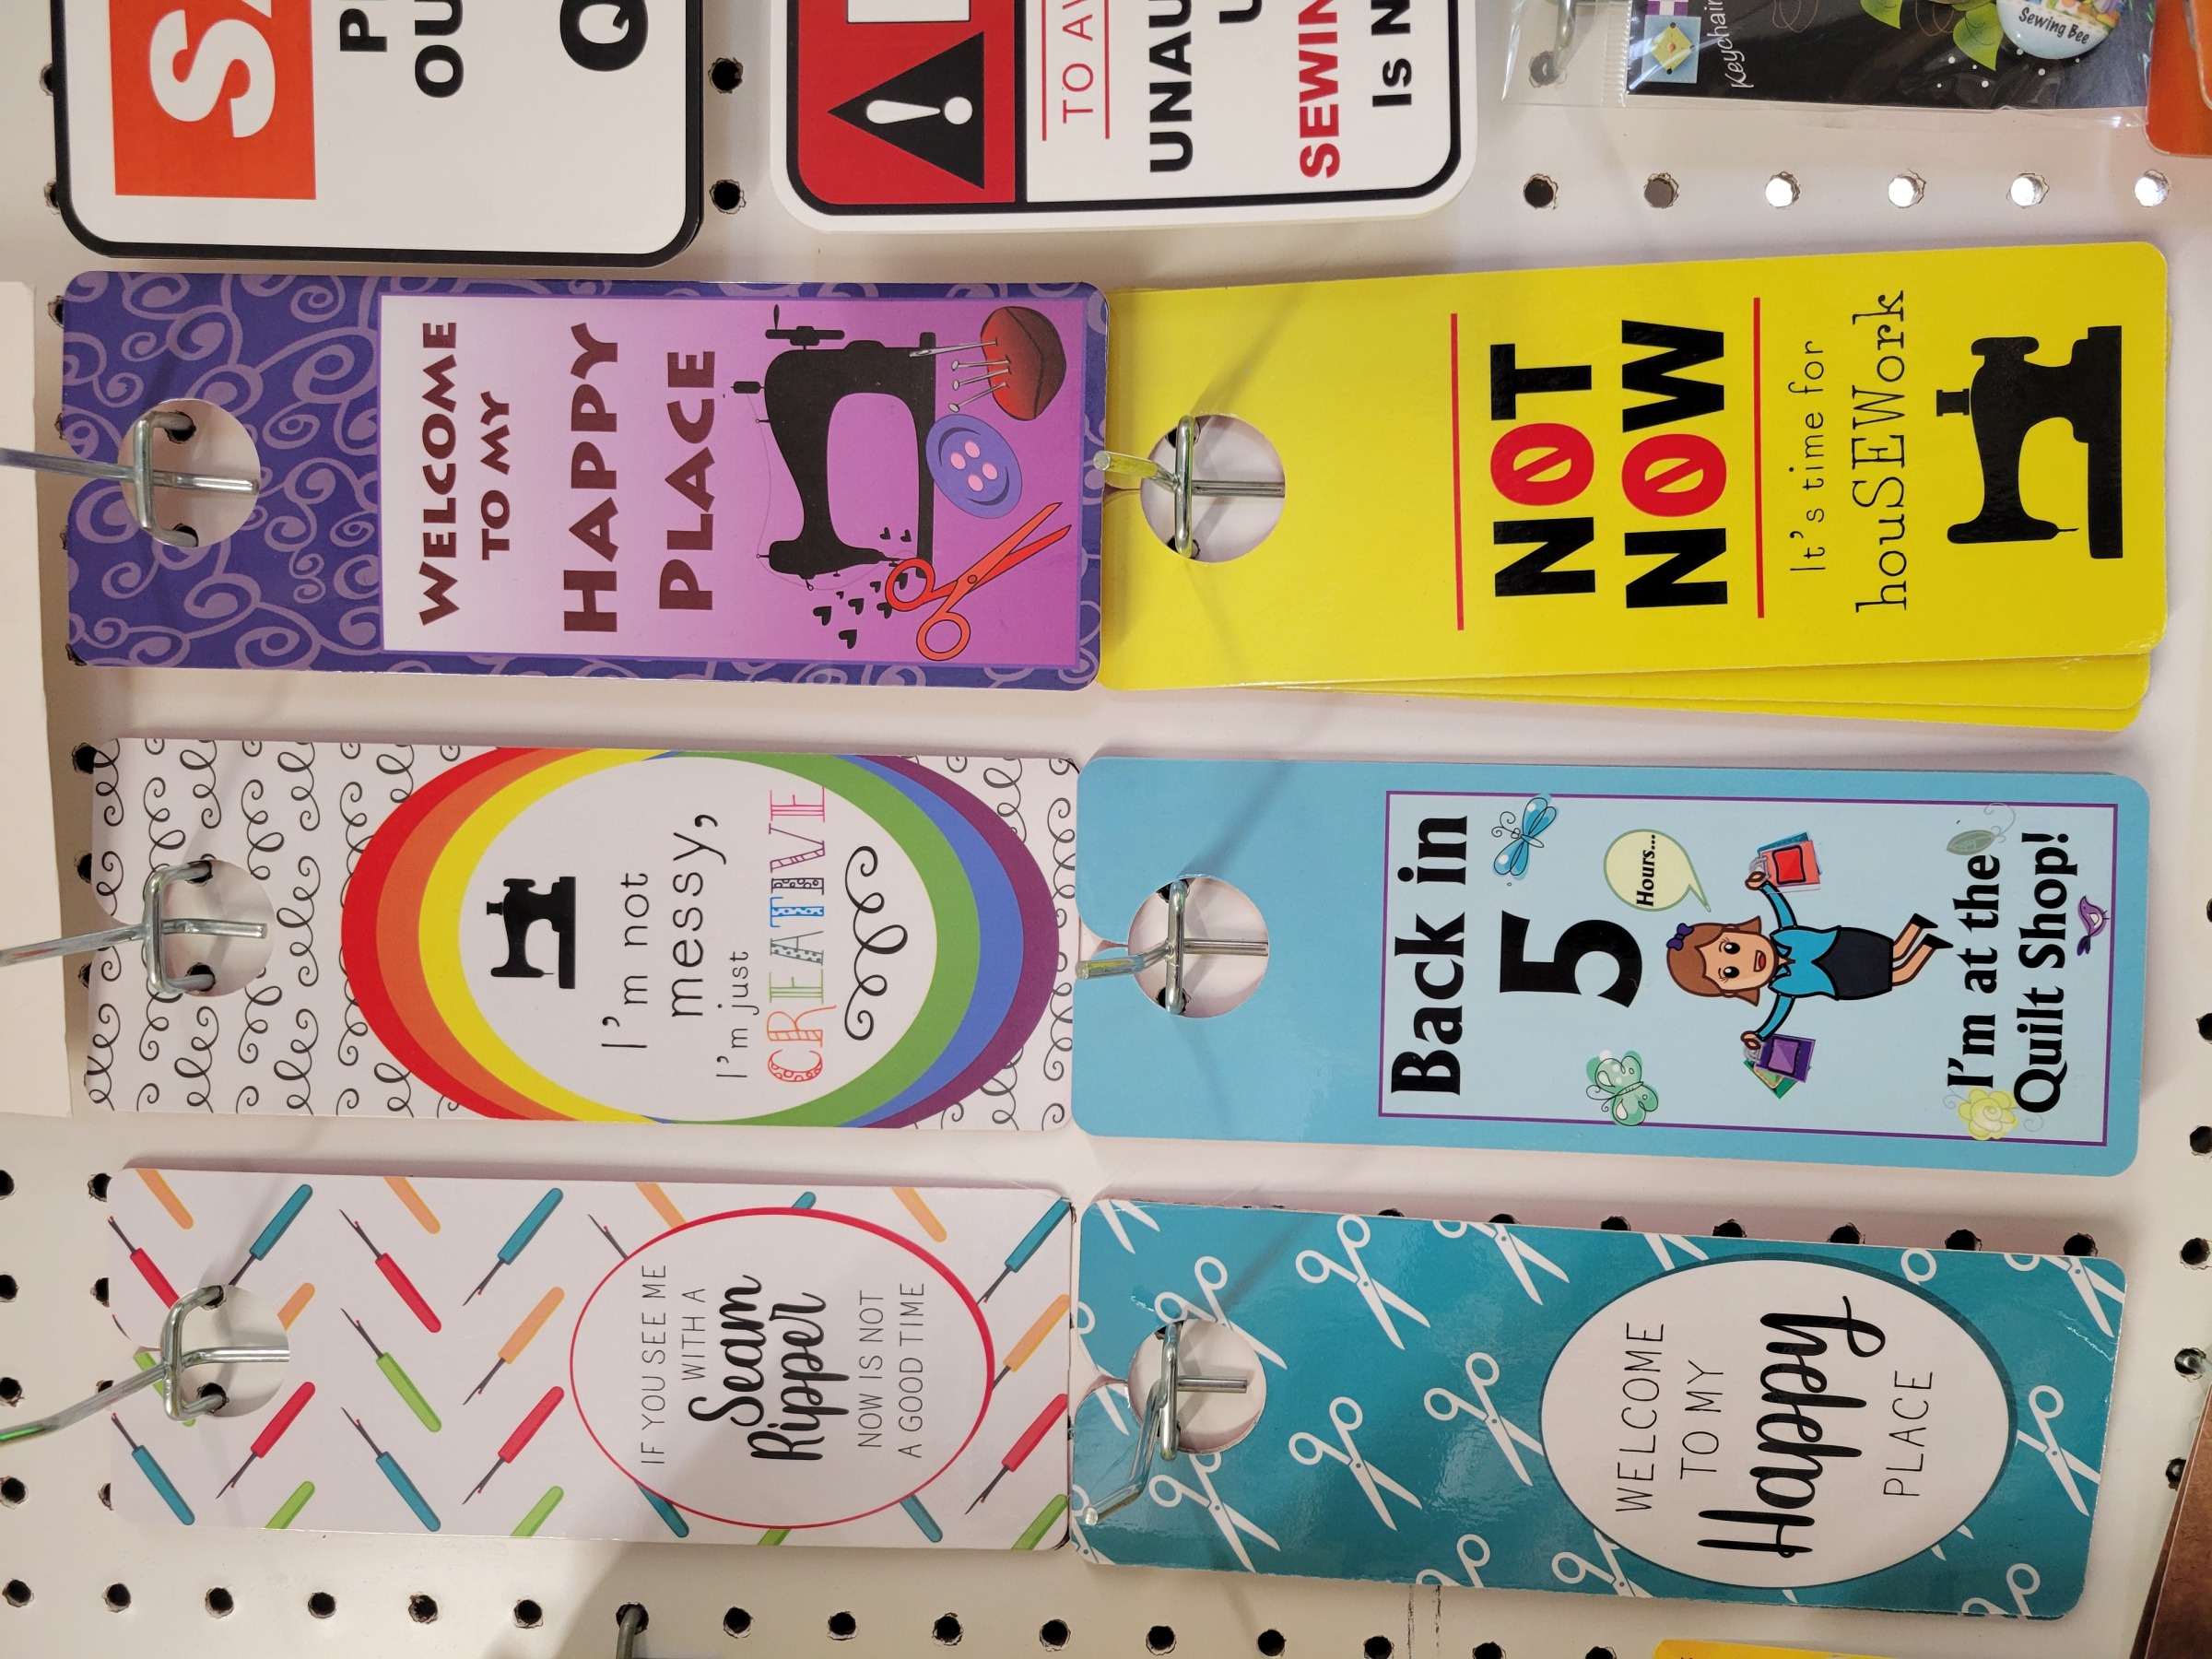 IF YOU SEE ME
WITH A
Seam
Ripper
NOW IS NOT
A GOOD TIME
I'm not
messy,
I'm just
CREATIVE
WELCOME
TO MY
HAPPY
PLACE
WELCOME
TO MY
Happy
PLACE
Back in
5
Hours...
I'm at the
Quilt Shop!
NOT
NOW
It's time for
houSEWork
TO
SEWIN
Is
Keychain
Sewing Bee